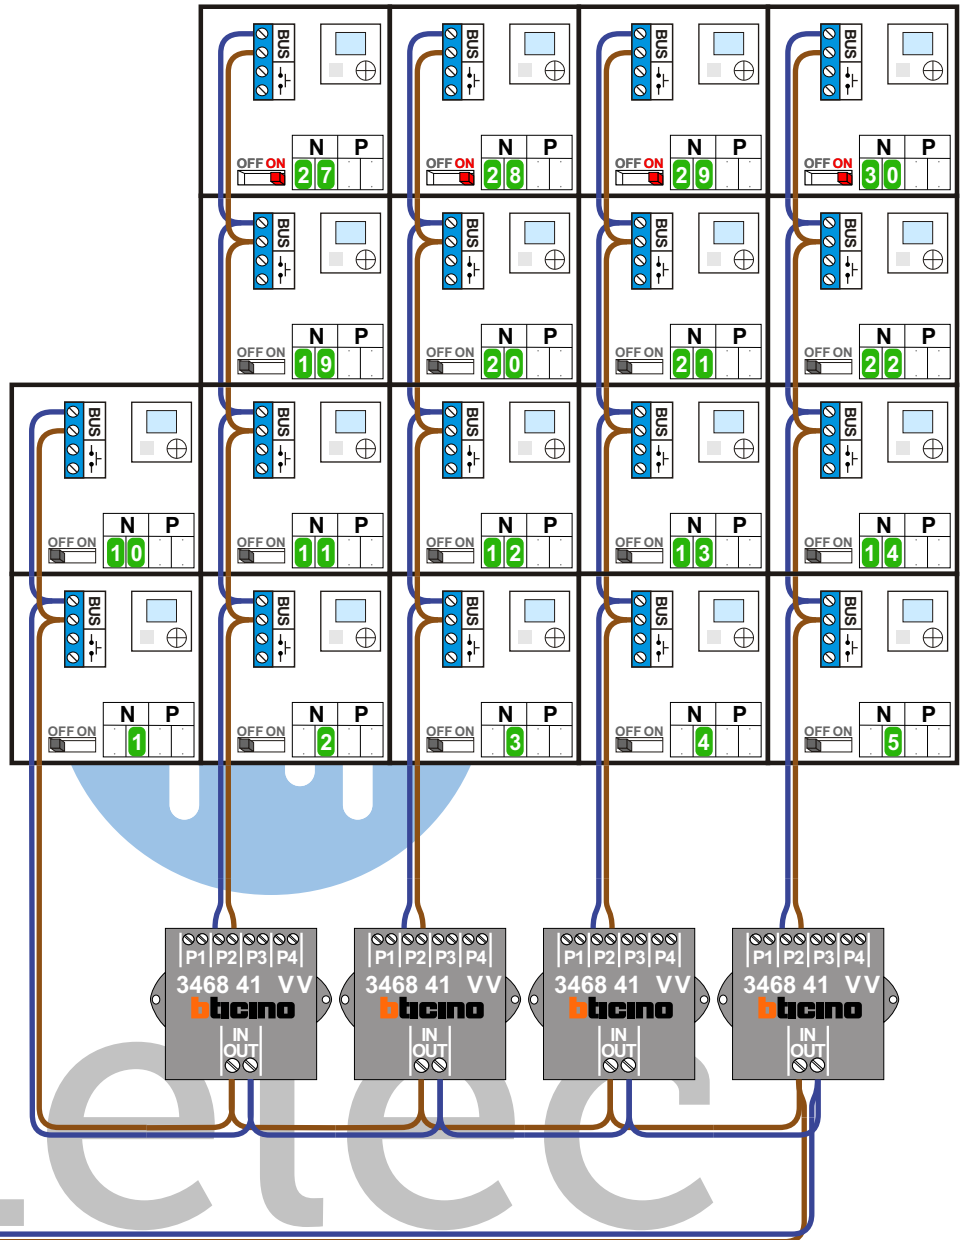 BUS BUS BUS BUS
N P N P N P N P
OFF ON 27 OFF ON 28 OFF ON 29 OFF ON 30
BUS BUS BUS BUS
N P N P N P N P
OFF ON 19 OFF ON 20 OFF ON 21 OFF ON 22
BUS BUS BUS BUS BUS
N P N P N P N P N P
OFF ON 10 OFF ON 11 OFF ON 12 OFF ON 13 OFF ON 14
BUS BUS BUS BUS BUS
N P N P N P N P N P
OFF ON 1 OFF ON 2 OFF ON 3 OFF ON 4 OFF ON 5
P1 P2 P3 P4 P1 P2 P3 P4 P1 P2 P3 P4 P1 P2 P3 P4
3468 41 VV 3468 41 VV 3468 41 VV 3468 41 VV
bticino bticino bticino bticino
IN IN IN IN
OUT OUT OUT OUT
elec